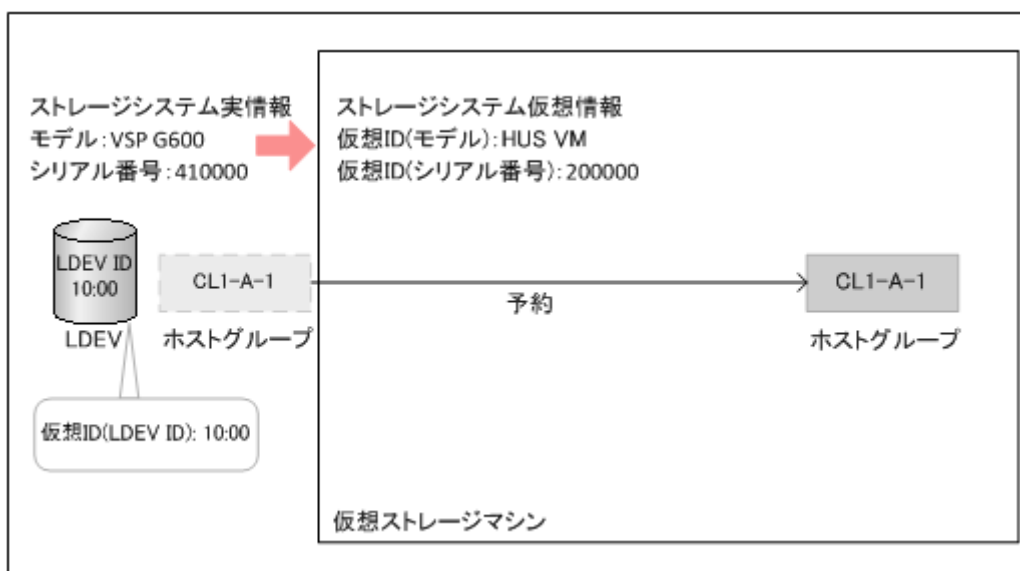 ストレージシステム実情報
モデル：VSP G600
シリアル番号：410000
ストレージシステム仮想情報
仮想ID(モデル)：HUS VM
仮想ID(シリアル番号)：200000
LDEV ID
10:00
LDEV
CL1-A-1
ホストグループ
予約
CL1-A-1
ホストグループ
仮想ID(LDEV ID): 10:00
仮想ストレージマシン